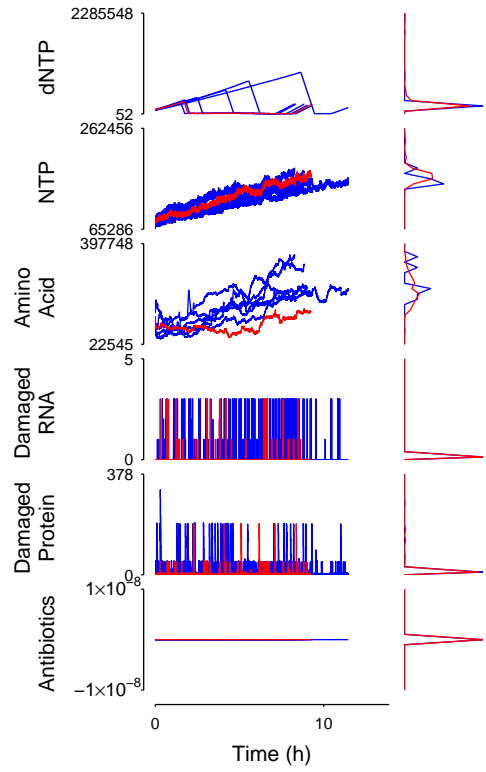 2285548
dNTP
52
262456
NTP
65286
397748
Amino
Acid
22545
5
Damaged
RNA
0
378
Damaged
Protein
0
1×10⁻⁸
Antibiotics
−1×10⁻⁸
0
10
Time (h)